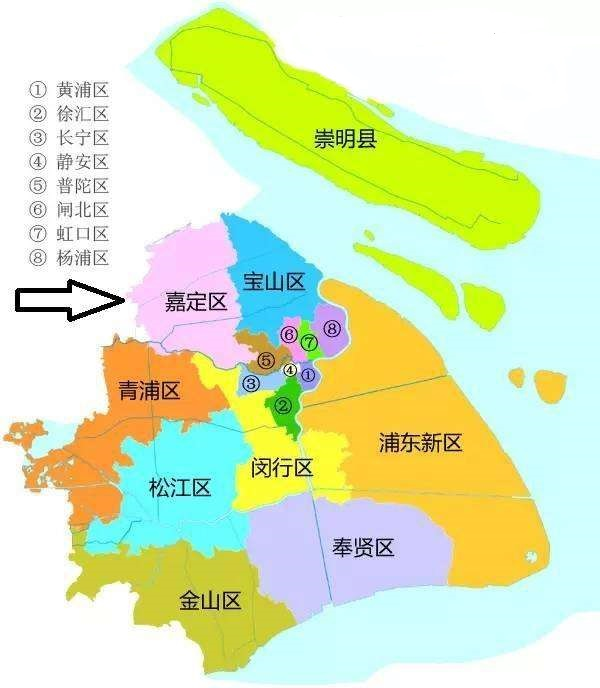 ① 黄浦区
② 徐汇区
③ 长宁区
④ 静安区
⑤ 普陀区
⑥ 闸北区
⑦ 虹口区
⑧ 杨浦区
崇明县
宝山区
嘉定区
⑧
⑥
⑦
⑤
④
①
③
②
青浦区
浦东新区
闵行区
松江区
奉贤区
金山区